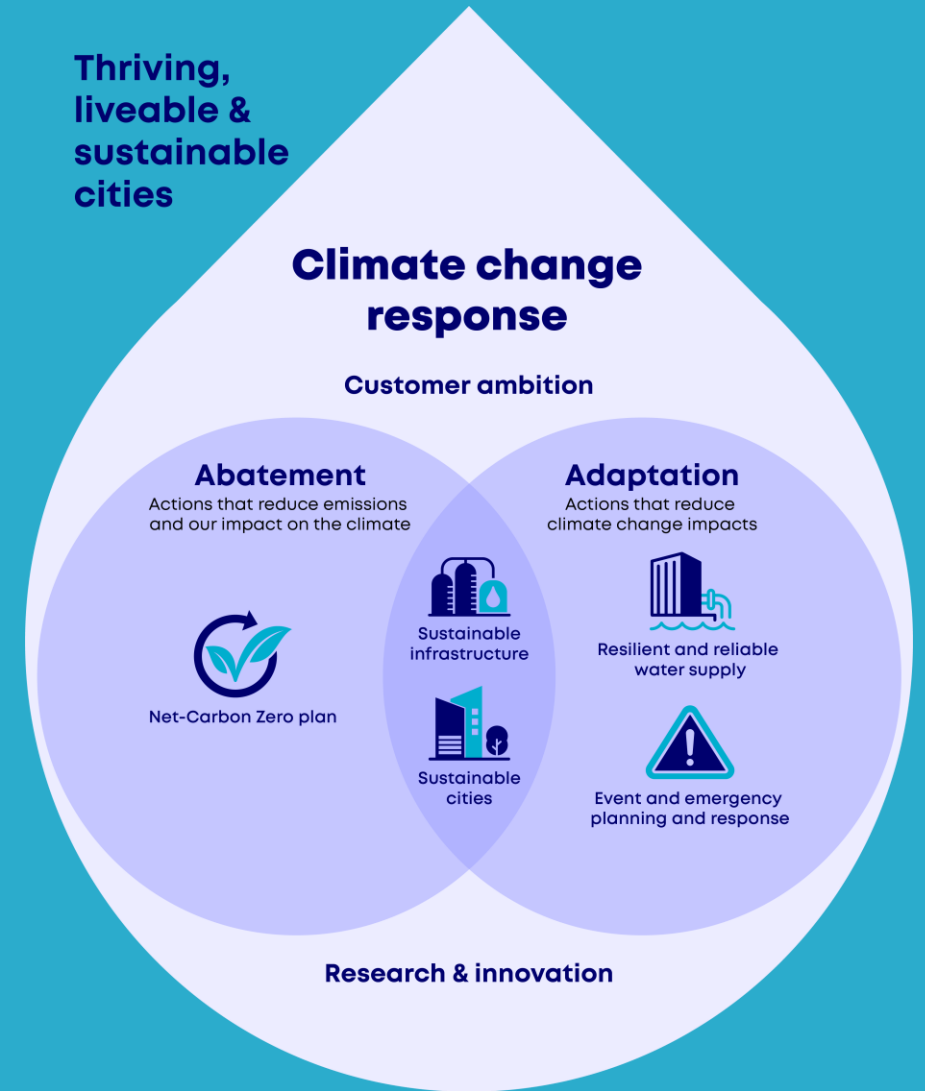 Thriving,
liveable &
sustainable
cities
Climate change
response
Customer ambition
Abatement
Actions that reduce emissions
and our impact on the climate
Net-Carbon Zero plan
Sustainable
infrastructure
Sustainable
cities
Adaptation
Actions that reduce
climate change impacts
Resilient and reliable
water supply
Event and emergency
planning and response
Research & innovation